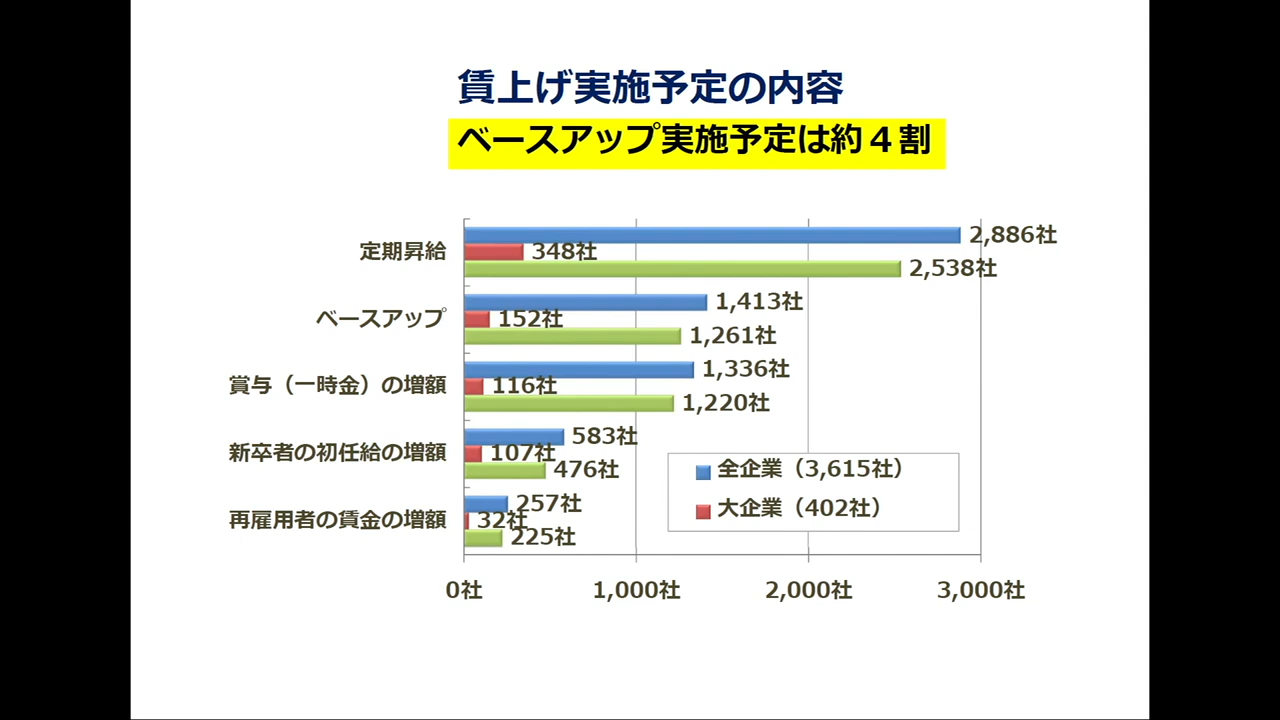 賃上げ実施予定の内容
ベースアップ実施予定は約４割
定期昇給
2,886社
348社
2,538社
ベースアップ
1,413社
152社
1,261社
賞与（一時金）の増額
1,336社
116社
1,220社
新卒者の初任給の増額
583社
107社
476社
再雇用者の賃金の増額
257社
32社
225社
全企業（3,615社）
大企業（402社）
0社 1,000社 2,000社 3,000社